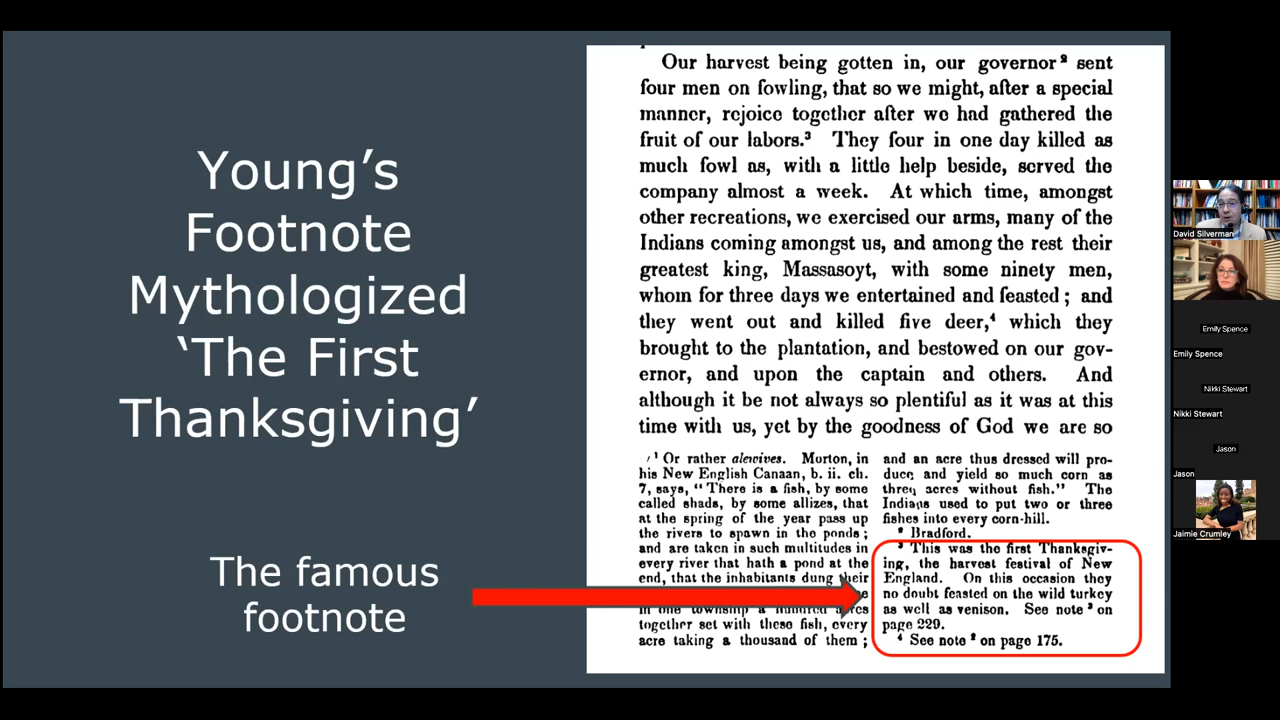 Young's
Footnote
Mythologized
'The First
Thanksgiving'
The famous
footnote
Our harvest being gotten in, our governor² sent
four men on fowling, that so we might, after a special
manner, rejoice together after we had gathered the
fruit of our labors.³ They four in one day killed as
much fowl as, with a little help beside, served the
company almost a week. At which time, amongst
other recreations, we exercised our arms, many of the
Indians coming amongst us, and among the rest their
greatest king, Massasoyt, with some ninety men,
whom for three days we entertained and feasted; and
they went out and killed five deer,⁴ which they
brought to the plantation, and bestowed on our gov-
ernor, and upon the captain and others. And
although it be not always so plentiful as it was at this
time with us, yet by the goodness of God we are so
¹ Or rather alewives. Morton, in
his New English Canaan, b. ii. ch.
7, says, "There is a fish, by some
called shads, by some allizes, that
at the spring of the year pass up
the rivers to spawn in the ponds;
and are taken in such multitudes in
every river that hath a pond at the
end, that the inhabitants dung their
in one township a hundred acres
together set with these fish, every
acre taking a thousand of them;
and an acre thus dressed will pro-
duce and yield so much corn as
three acres without fish." The
Indians used to put two or three
fishes into every corn-hill.
² Bradford.
³ This was the first Thanksgiv-
ing, the harvest festival of New
England. On this occasion they
no doubt feasted on the wild turkey
as well as venison. See note ³ on
page 229.
⁴ See note ² on page 175.
David Silverman
Emily Spence
Emily Spence
Nikki Stewart
Nikki Stewart
Jason
Jason
Jaimie Crumley